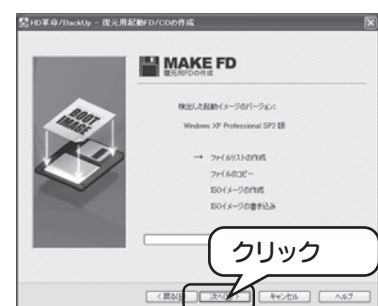 HD革命/BackUp - 復元用起動FD/CDの作成
MAKE FD
復元用FDの作成
BOOT IMAGE
検出した起動イメージのバージョン:
Windows XP Professional SP2 版
→ ファイルリストの作成
ファイルのコピー
ISOイメージの作成
ISOイメージの書き込み
クリック
< 戻る(B)
次へ(N) >
キャンセル
ヘルプ